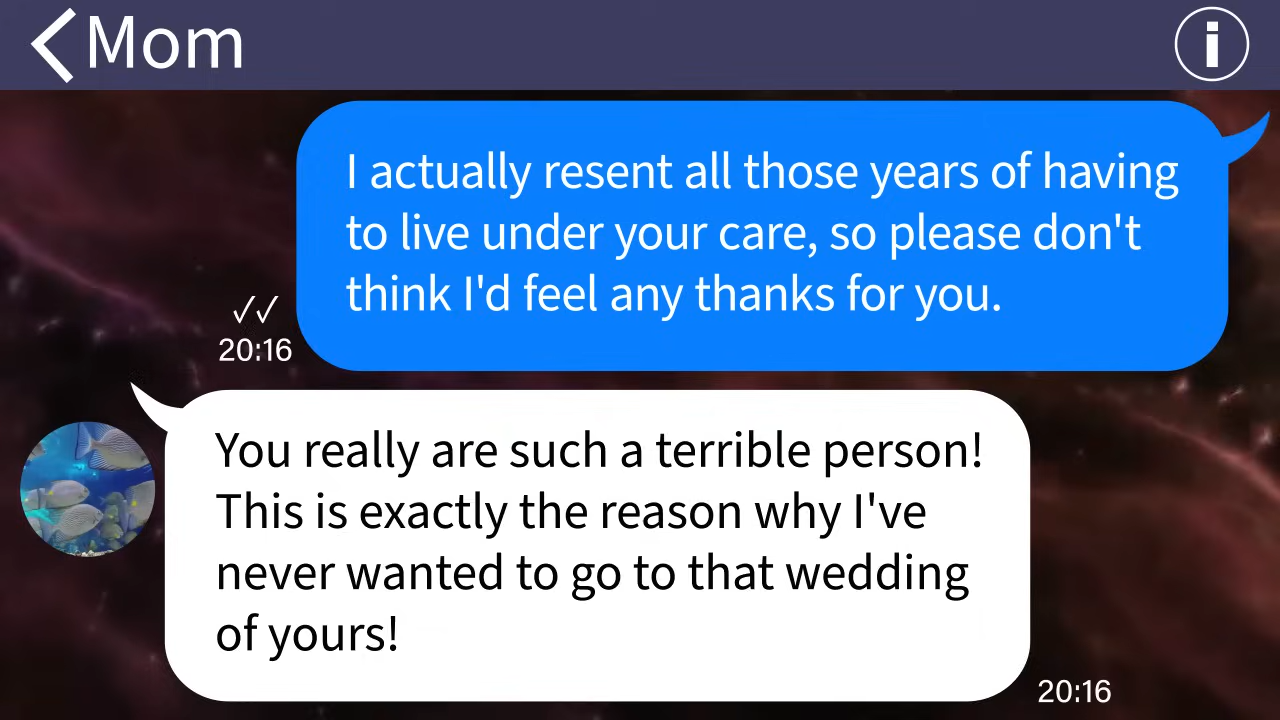 Mom
I actually resent all those years of having
to live under your care, so please don't
think I'd feel any thanks for you.
20:16
You really are such a terrible person!
This is exactly the reason why I've
never wanted to go to that wedding
of yours!
20:16